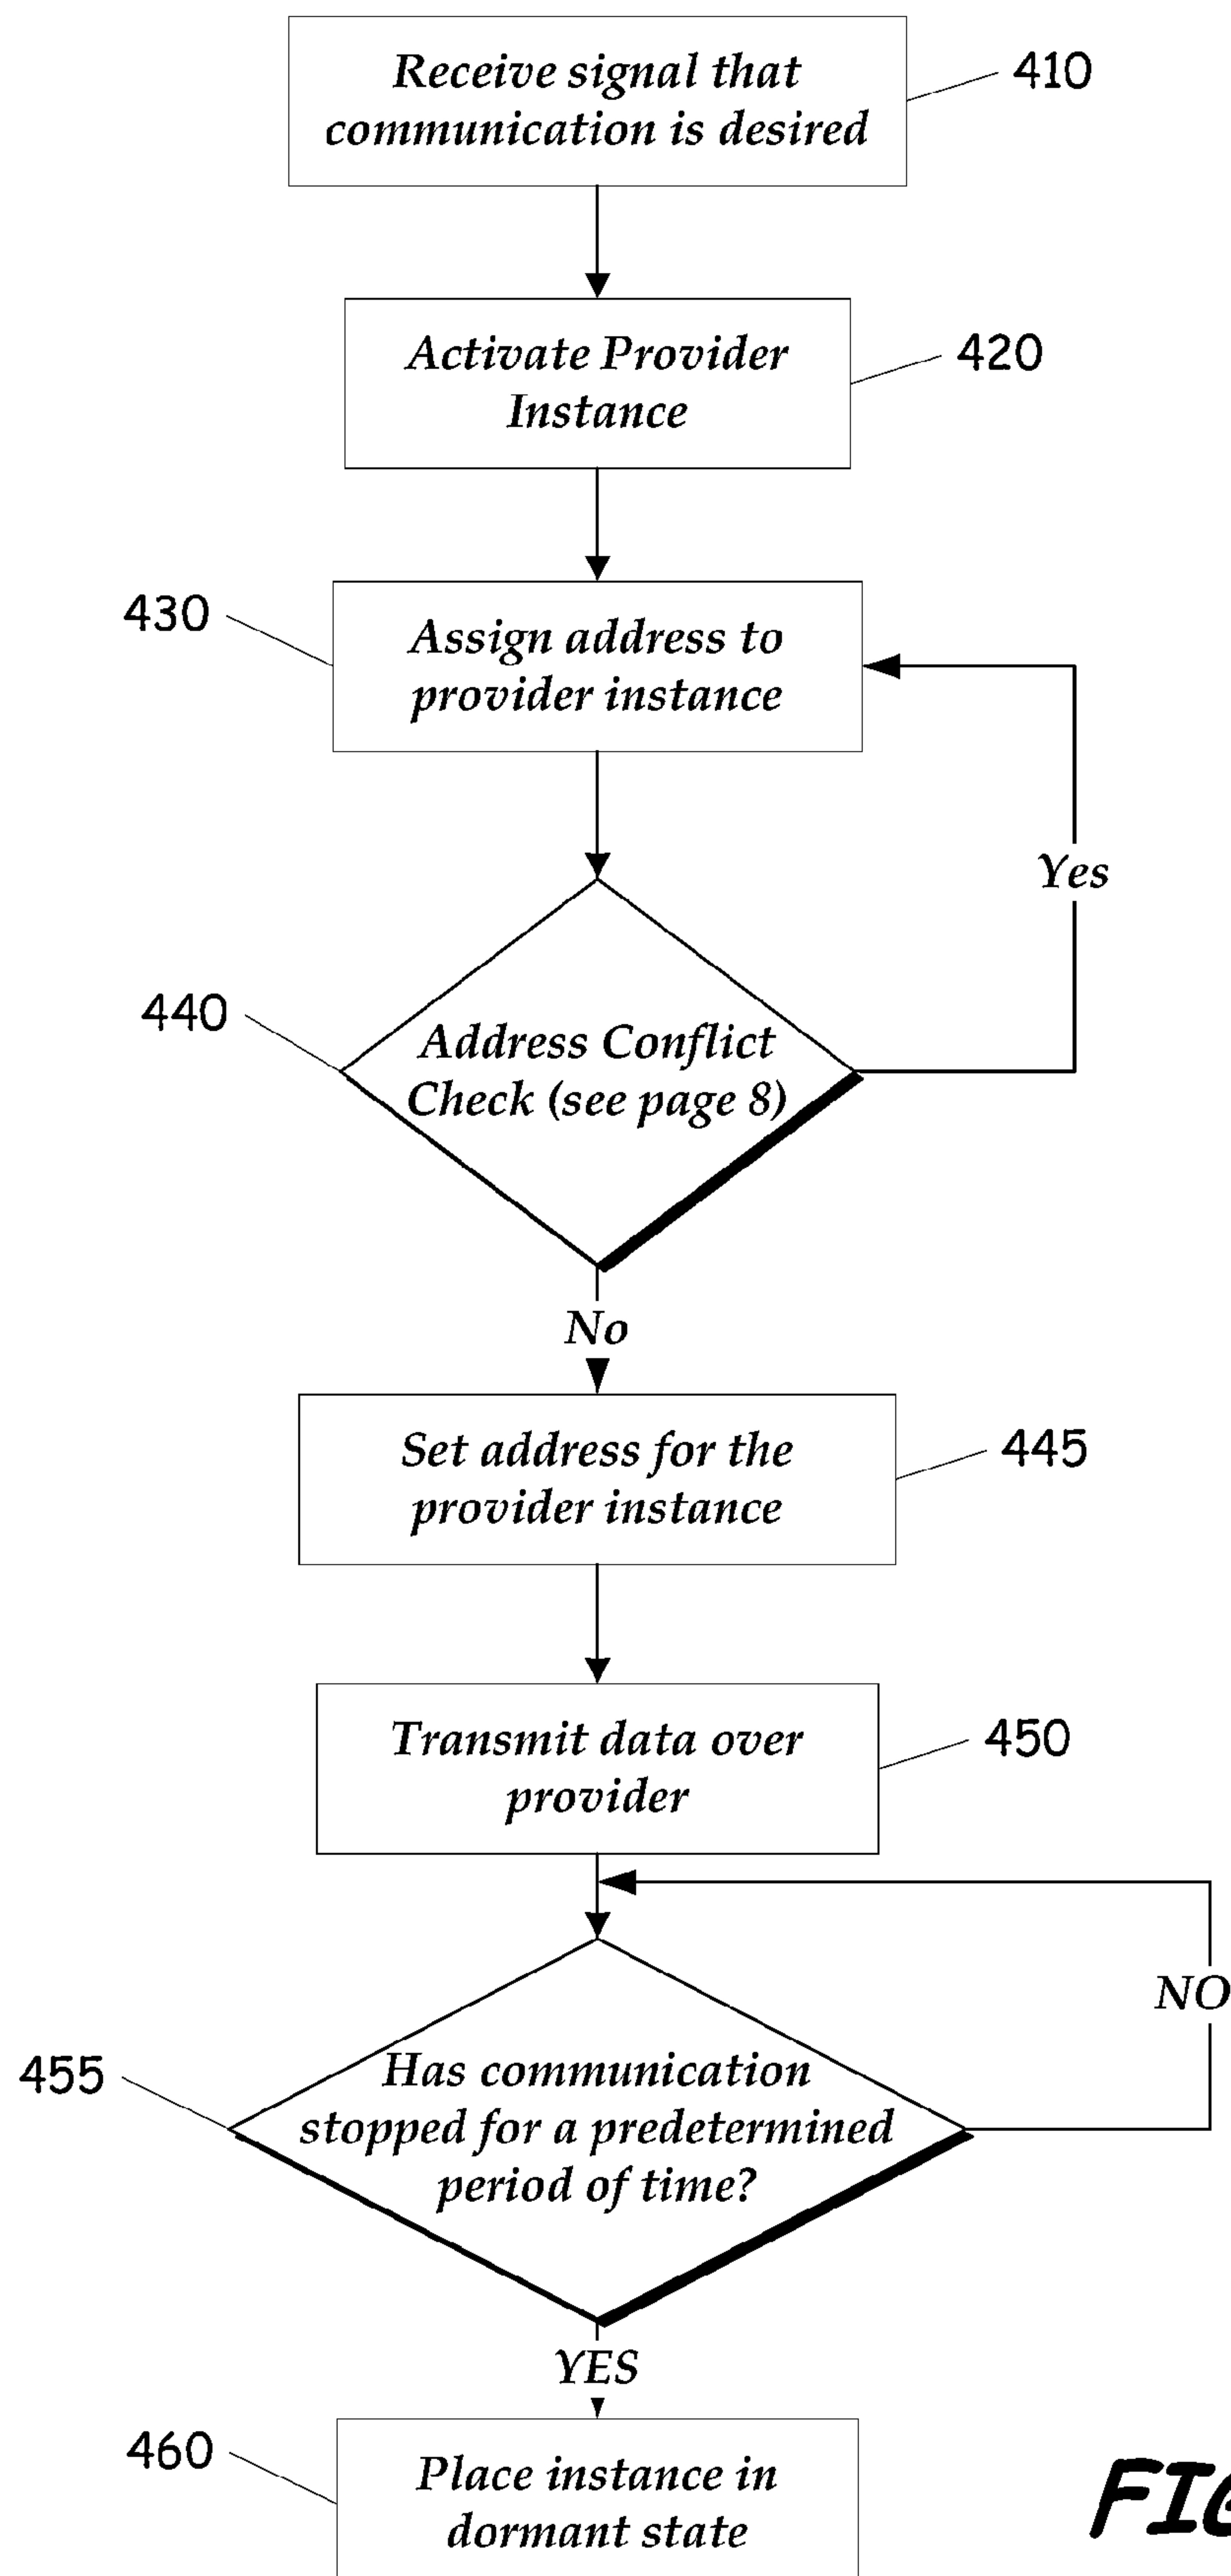 Receive signal that
communication is desired
410
Activate Provider
Instance
420
430
Assign address to
provider instance
Yes
440
Address Conflict
Check (see page 8)
No
Set address for the
provider instance
445
Transmit data over
provider
450
NO
455
Has communication
stopped for a predetermined
period of time?
YES
460
Place instance in
dormant state